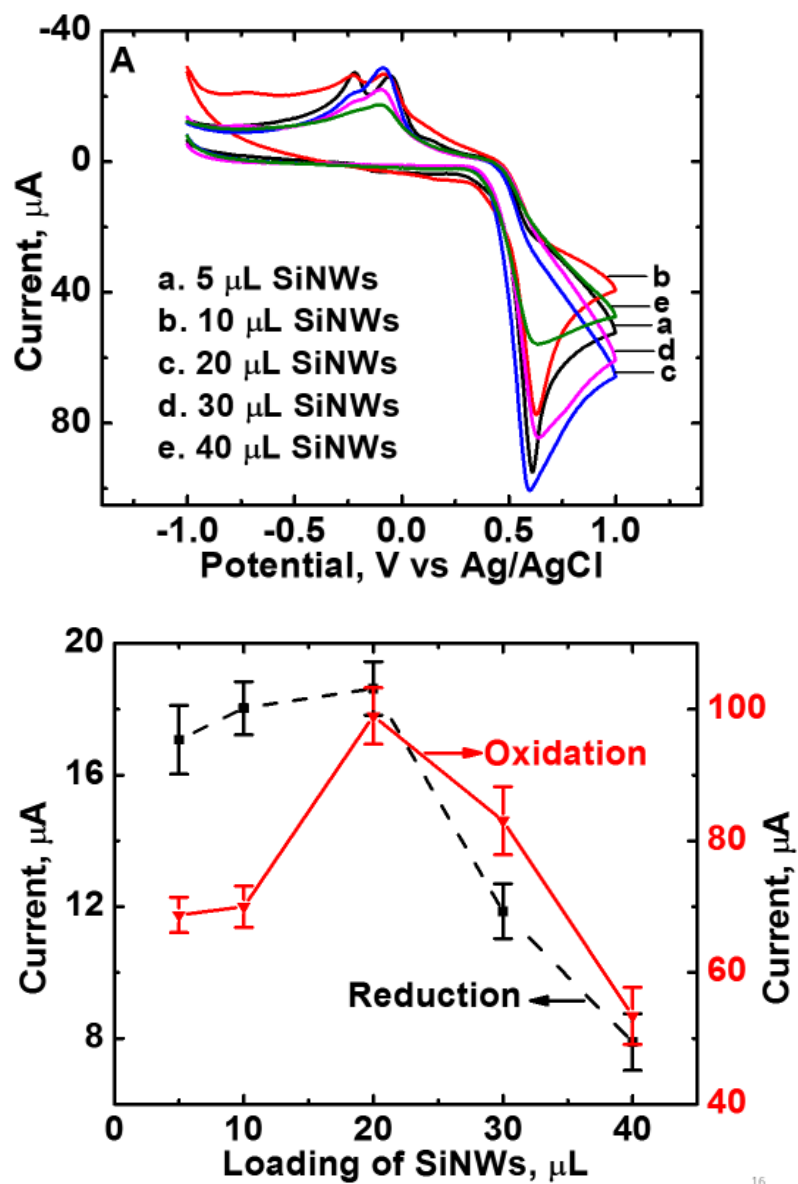 A
-40
0
40
80
Current, μA
a. 5 μL SiNWs
b. 10 μL SiNWs
c. 20 μL SiNWs
d. 30 μL SiNWs
e. 40 μL SiNWs
b
e
a
d
c
-1.0 -0.5 0.0 0.5 1.0
Potential, V vs Ag/AgCl
20
16
12
8
Current, μA
Oxidation
Reduction
100
80
60
40
Current, μA
0 10 20 30 40
Loading of SiNWs, μL
16